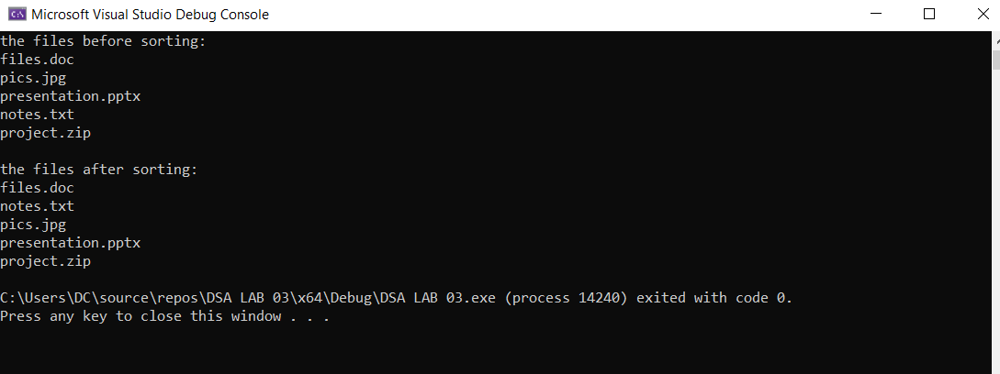 Microsoft Visual Studio Debug Console
the files before sorting:
files.doc
pics.jpg
presentation.pptx
notes.txt
project.zip

the files after sorting:
files.doc
notes.txt
pics.jpg
presentation.pptx
project.zip

C:\Users\DC\source\repos\DSA LAB 03\x64\Debug\DSA LAB 03.exe (process 14240) exited with code 0.
Press any key to close this window . . .